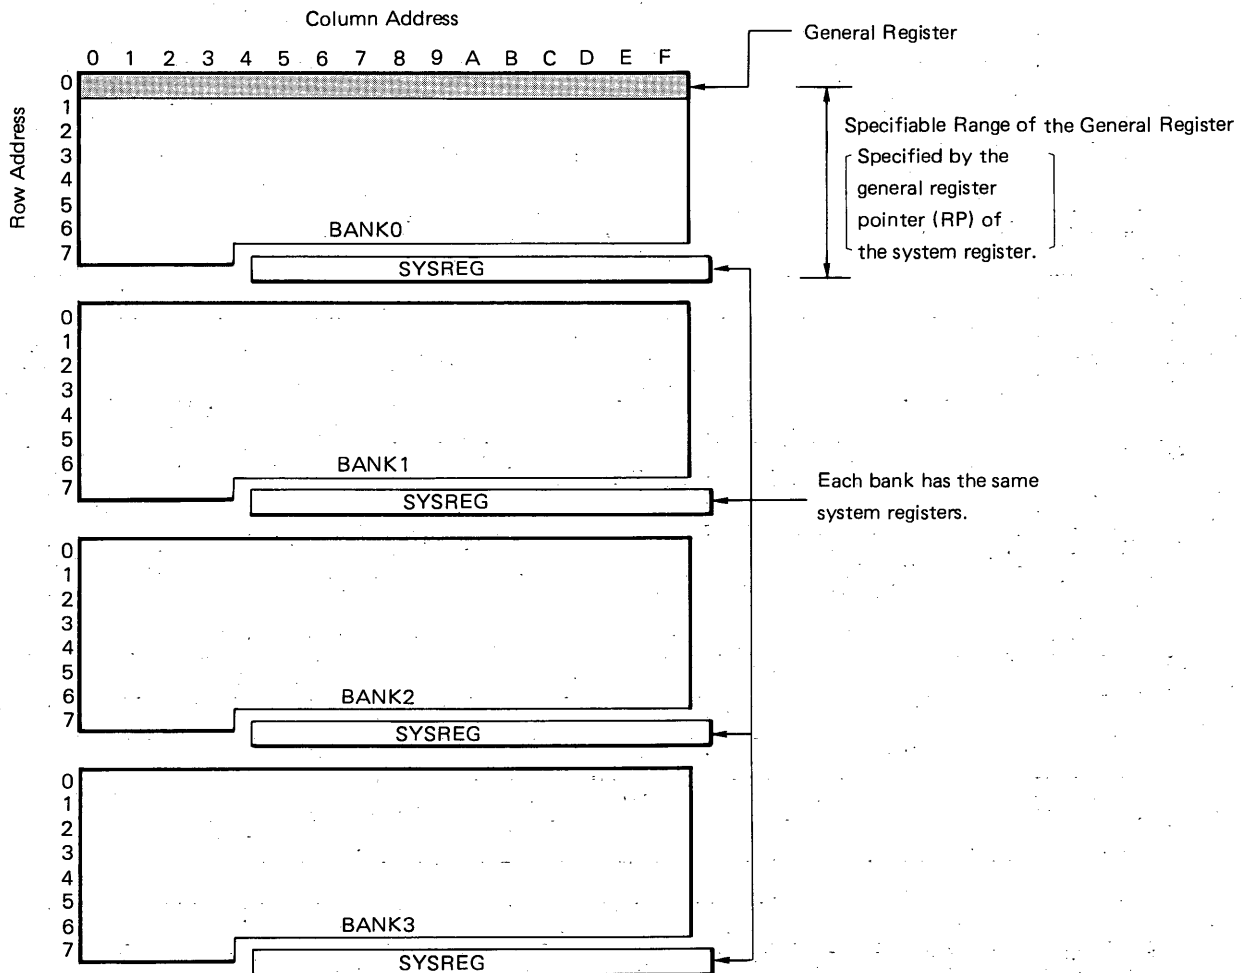 Column Address
General Register
0 1 2 3 4 5 6 7 8 9 A B C D E F
Row Address
0
1
2
3
4
5
6
7
Specifiable Range of the General Register
Specified by the
general register
pointer (RP) of
the system register.
BANK0
SYSREG
0
1
2
3
4
5
6
7
BANK1
SYSREG
Each bank has the same
system registers.
0
1
2
3
4
5
6
7
BANK2
SYSREG
0
1
2
3
4
5
6
7
BANK3
SYSREG